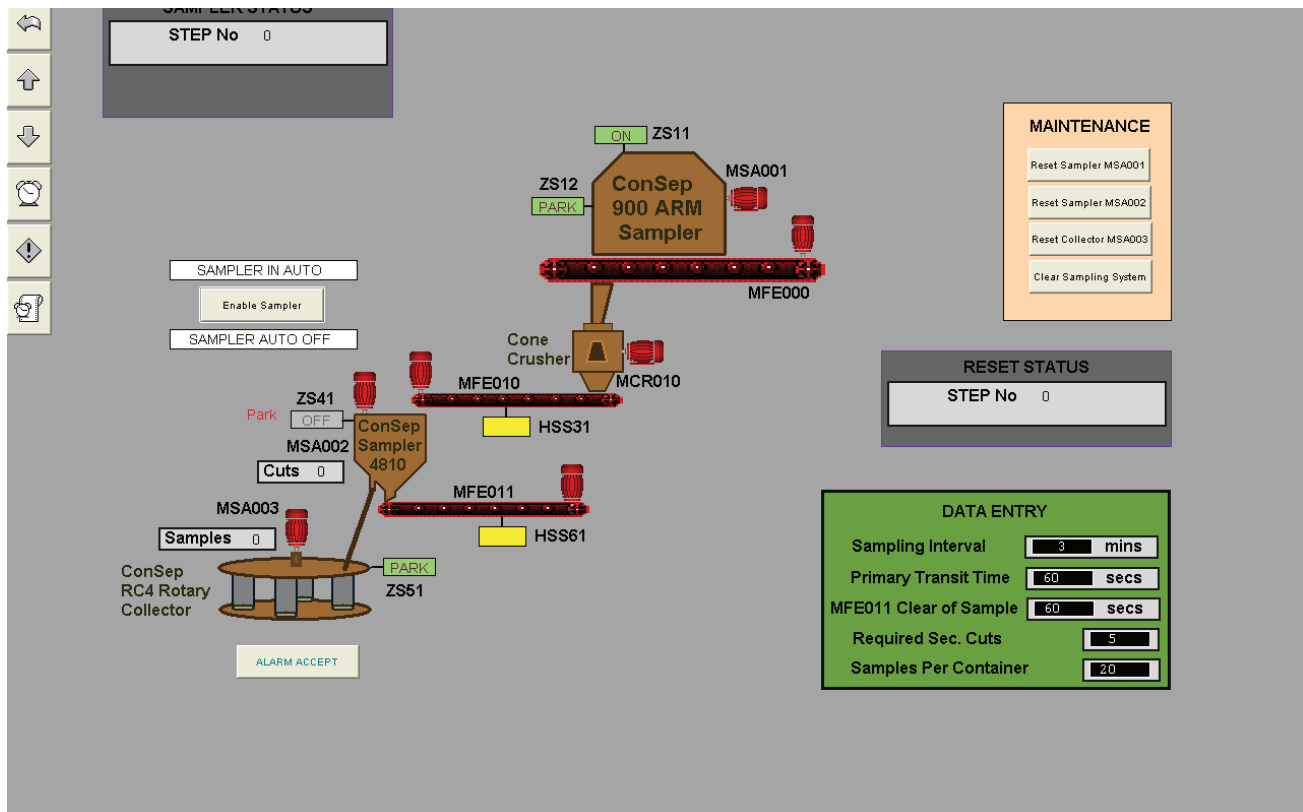 SAMPLER STATUS
STEP No 0
ON ZS11
MSA001
ZS12
PARK
ConSep
900 ARM
Sampler
MFE000
MAINTENANCE
Reset Sampler MSA001
Reset Sampler MSA002
Reset Collector MSA003
Clear Sampling System
SAMPLER IN AUTO
Enable Sampler
SAMPLER AUTO OFF
Cone
Crusher
MCR010
RESET STATUS
STEP No 0
MFE010
HSS31
ZS41
Park OFF
MSA002
ConSep
Sampler
4810
Cuts 0
MFE011
HSS61
MSA003
Samples 0
PARK
ZS51
ConSep
RC4 Rotary
Collector
ALARM ACCEPT
DATA ENTRY
Sampling Interval 3 mins
Primary Transit Time 60 secs
MFE011 Clear of Sample 60 secs
Required Sec. Cuts 5
Samples Per Container 20